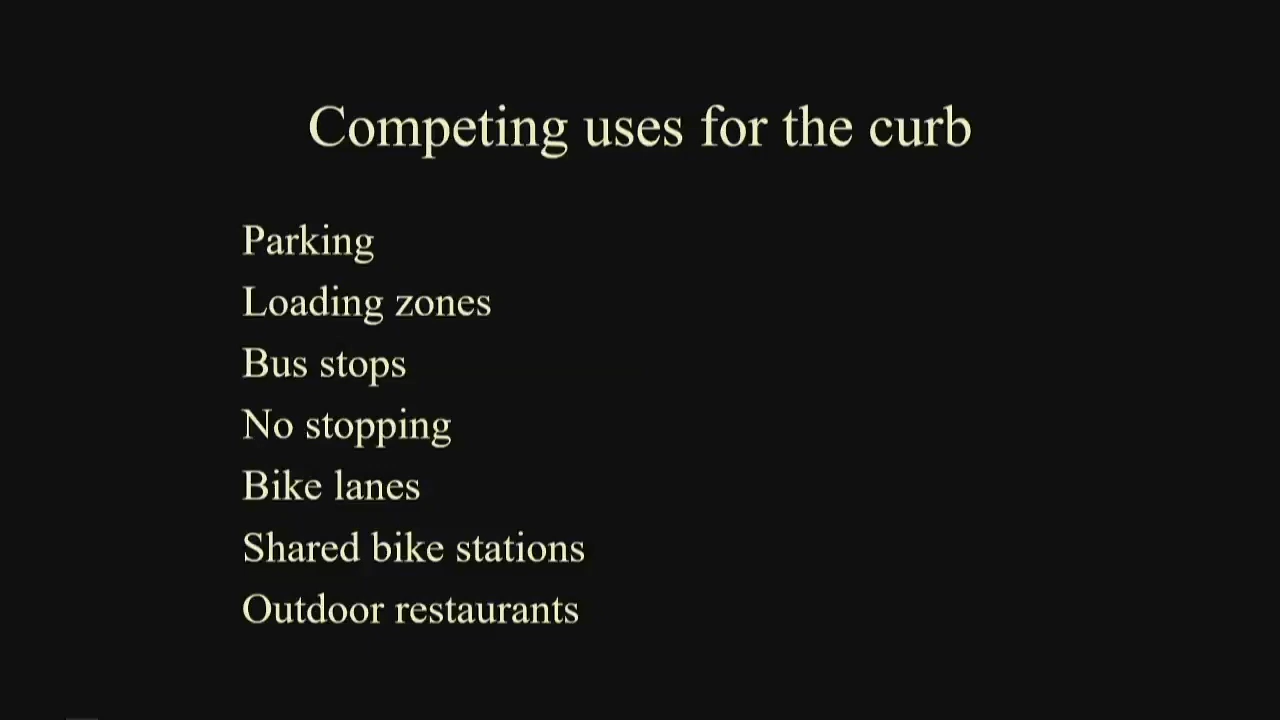 Competing uses for the curb
Parking
Loading zones
Bus stops
No stopping
Bike lanes
Shared bike stations
Outdoor restaurants